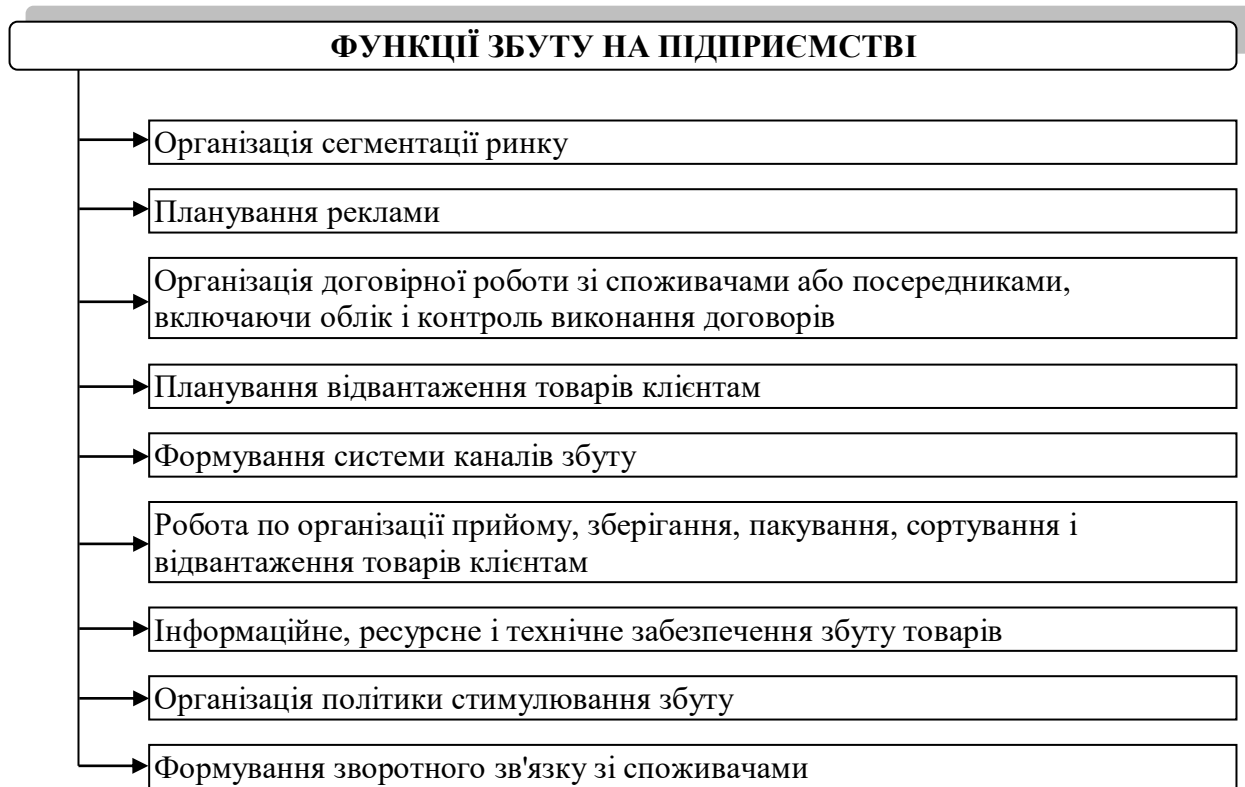 ФУНКЦІЇ ЗБУТУ НА ПІДПРИЄМСТВІ
Організація сегментації ринку
Планування реклами
Організація договірної роботи зі споживачами або посередниками,
включаючи облік і контроль виконання договорів
Планування відвантаження товарів клієнтам
Формування системи каналів збуту
Робота по організації прийому, зберігання, пакування, сортування і
відвантаження товарів клієнтам
Інформаційне, ресурсне і технічне забезпечення збуту товарів
Організація політики стимулювання збуту
Формування зворотного зв'язку зі споживачами